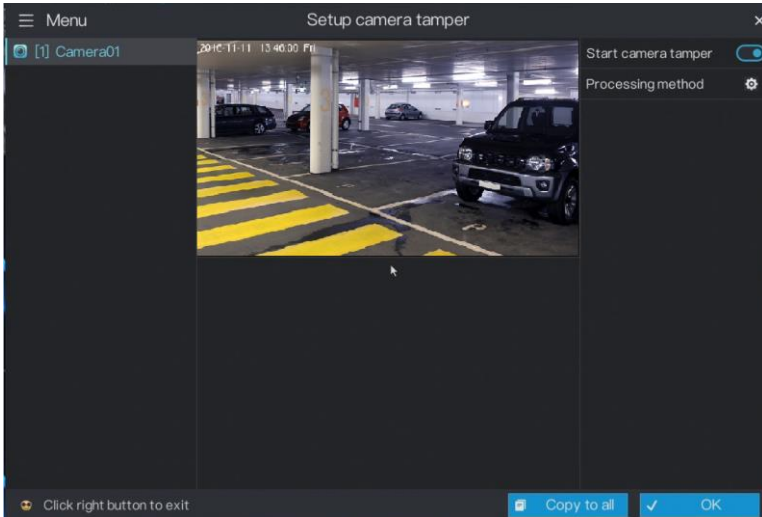 Menu
Setup camera tamper
[1] Camera01
2016-11-11 13:46:00 Fri
Start camera tamper
Processing method
Click right button to exit
Copy to all
OK